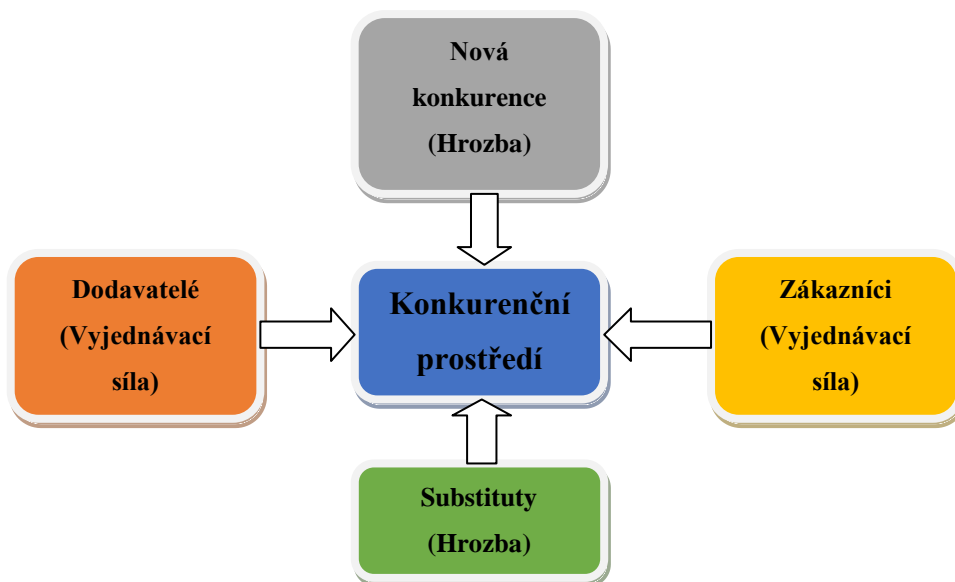 Nová
konkurence
(Hrozba)
Dodavatelé
(Vyjednávací
síla)
Konkurenční
prostředí
Zákazníci
(Vyjednávací
síla)
Substituty
(Hrozba)